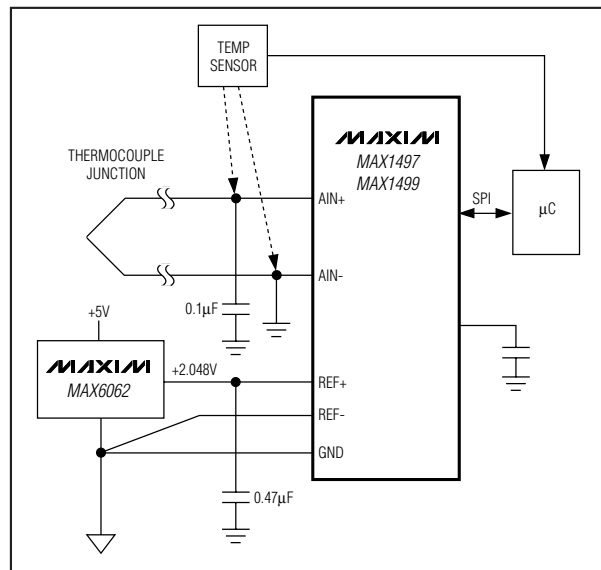 TEMP
SENSOR
MAXIM
MAX1497
MAX1499
THERMOCOUPLE
JUNCTION
AIN+
SPI
μC
AIN-
0.1μF
+5V
MAXIM
MAX6062
+2.048V
REF+
REF-
GND
0.47μF